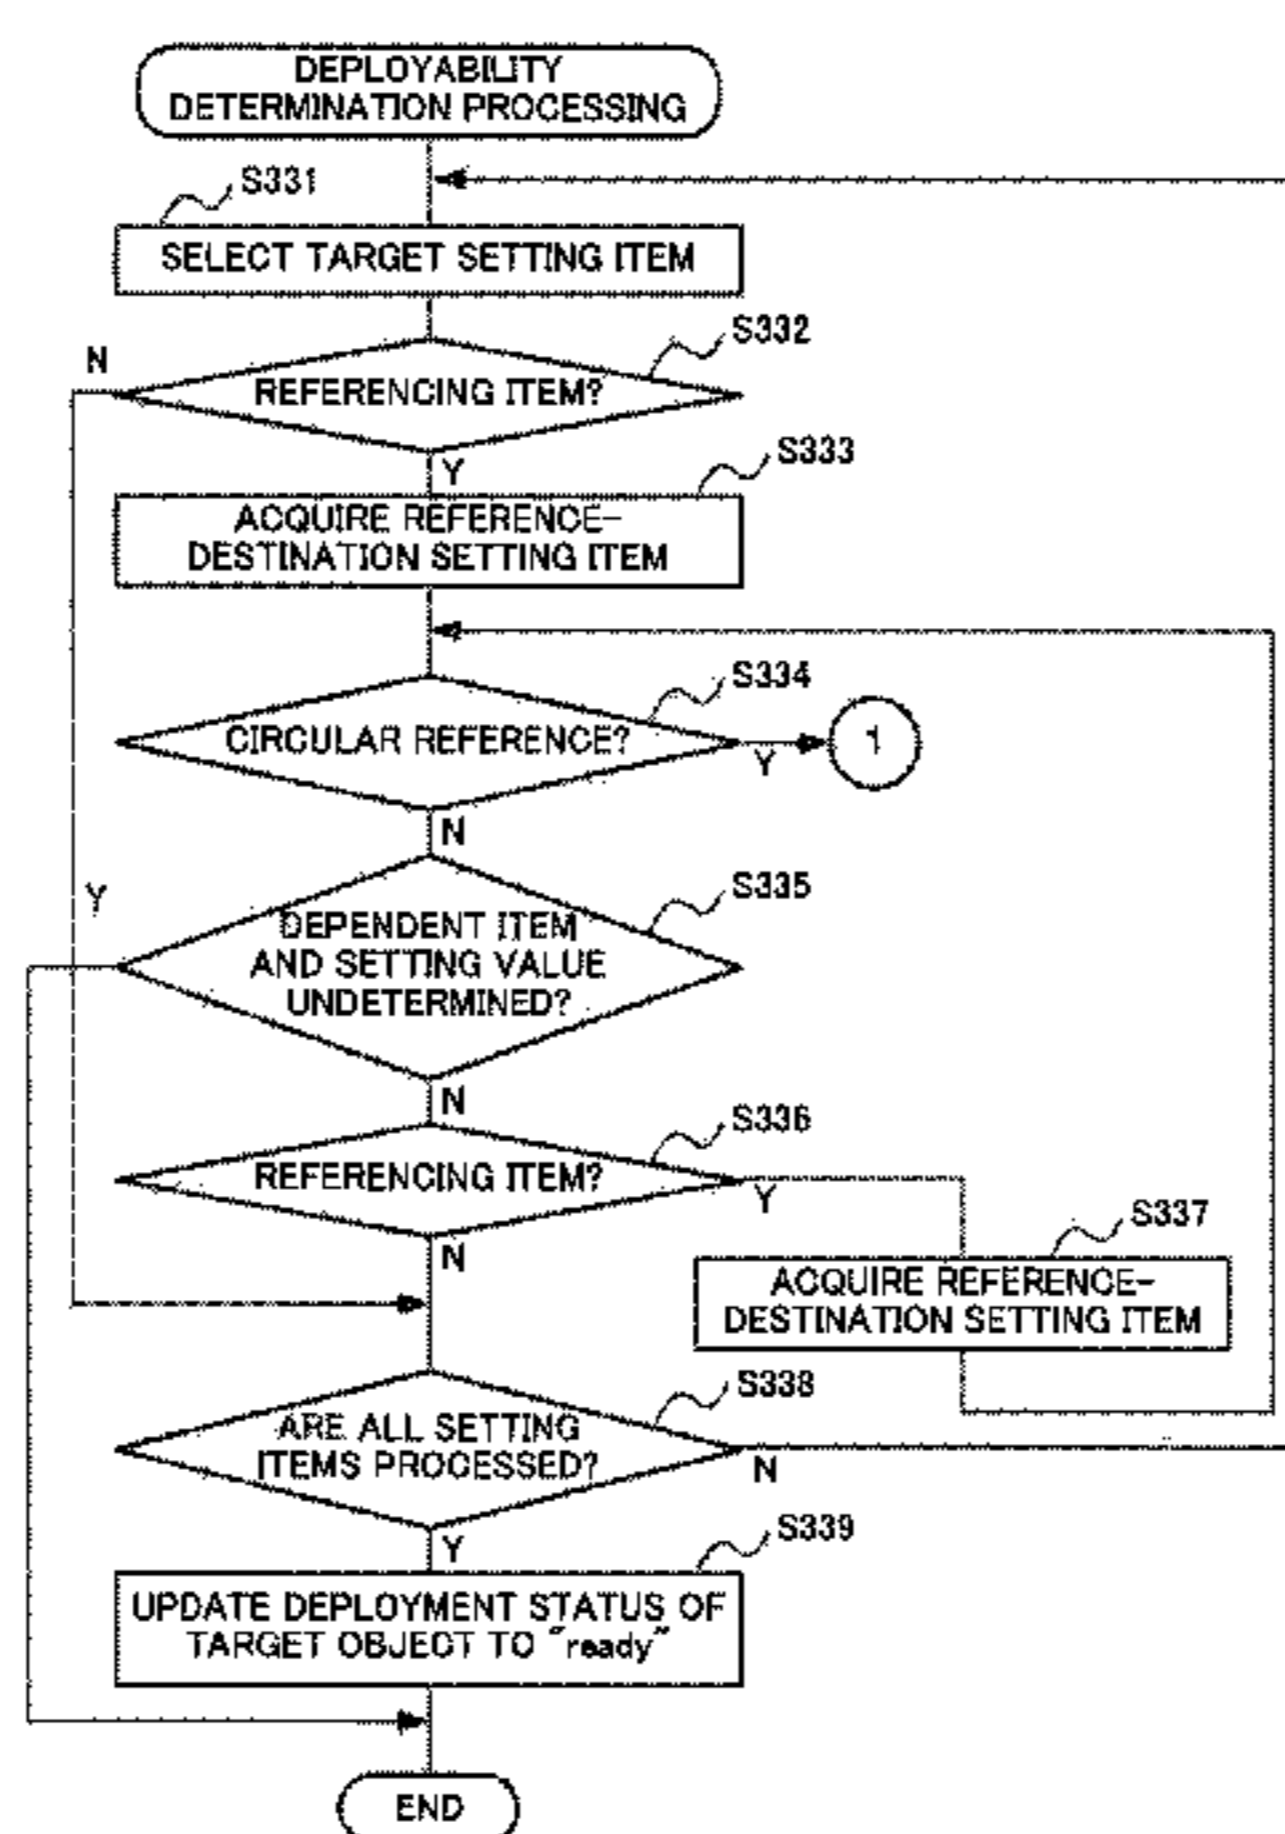 DEPLOYABILITY
DETERMINATION PROCESSING
S331
SELECT TARGET SETTING ITEM
S332
N
REFERENCING ITEM?
Y
S333
ACQUIRE REFERENCE-
DESTINATION SETTING ITEM
S334
CIRCULAR REFERENCE?
Y
1
N
S335
Y
DEPENDENT ITEM
AND SETTING VALUE
UNDETERMINED?
N
S336
REFERENCING ITEM?
Y
N
S337
ACQUIRE REFERENCE-
DESTINATION SETTING ITEM
S338
ARE ALL SETTING
ITEMS PROCESSED?
N
Y
S339
UPDATE DEPLOYMENT STATUS OF
TARGET OBJECT TO "ready"
END